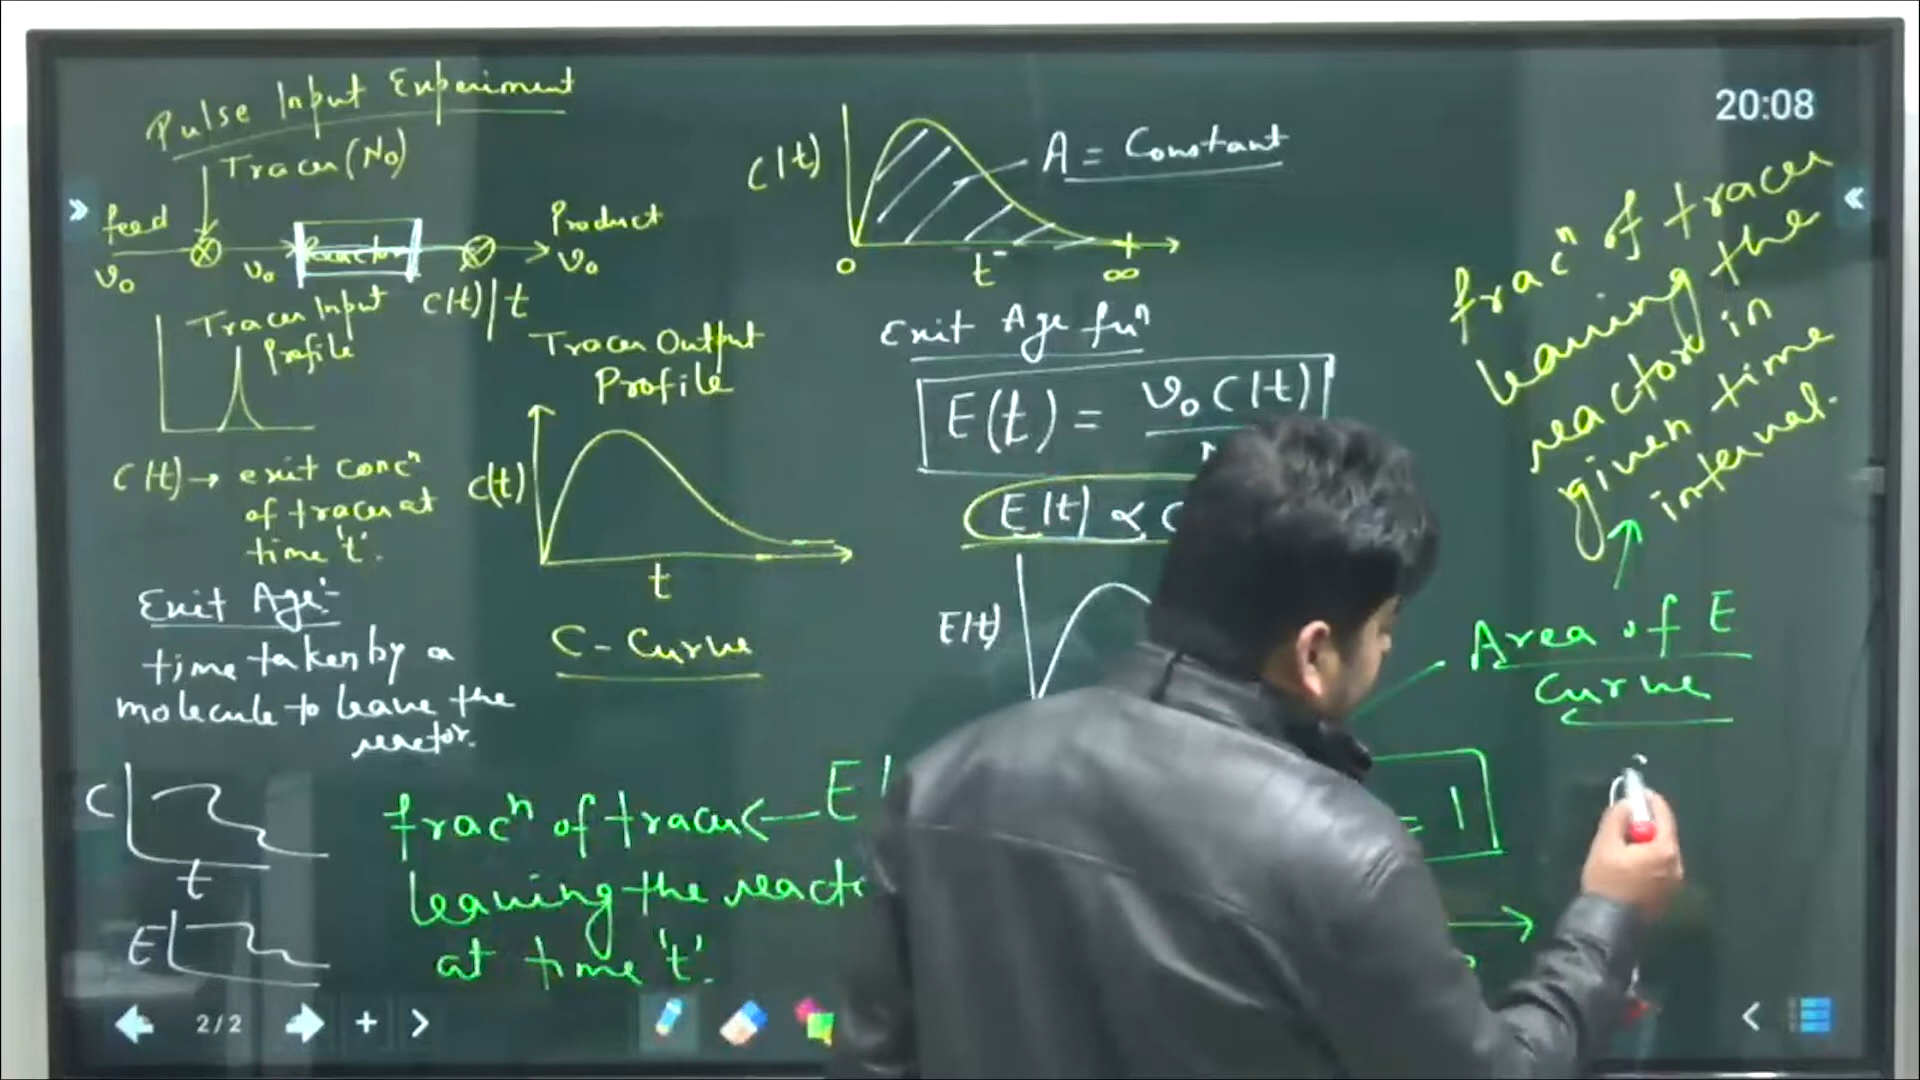 Pulse Input Experiment
Tracer (N₀)
feed
v₀
v₀
Reactor
Product
v₀
C(t)|t
Tracer Input
Profile
C(t) → exit concⁿ
of tracer at
time 't'.
Exit Age:-
time taken by a
molecule to leave the
reactor.
C
t
E
Tracer Output
Profile
C(t)
t
C-Curve
fracⁿ of tracer ← E
leaving the
at time 't'.
C(t)
A = Constant
0
t
∞
Exit Age fuⁿ
E(t) = v₀ C(t)
E(t) ∝
E(t)
= 1
20:08
fracⁿ of tracer
leaving the
reactor in
given time
interval.
Area of E
Curve
2/2